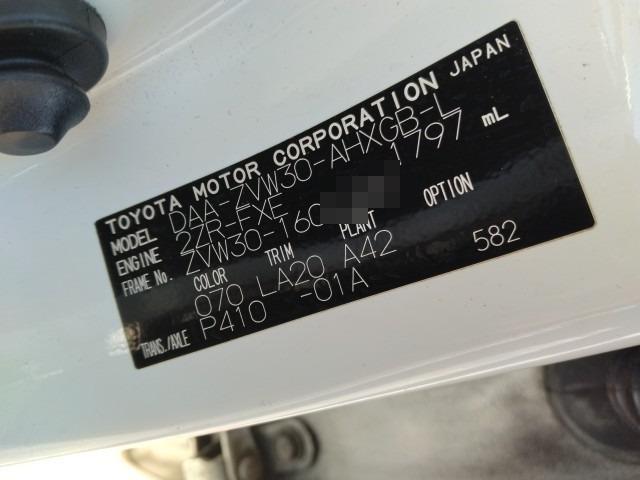 TOYOTA MOTOR CORPORATION JAPAN
MODEL DAA-ZVW30-AHXGB-L
ENGINE 2ZR-FXE 1797 mL
FRAME No. ZVW30-160
COLOR TRIM PLANT OPTION
070 LA20 A42 582
TRANS./AXLE P410 -01A